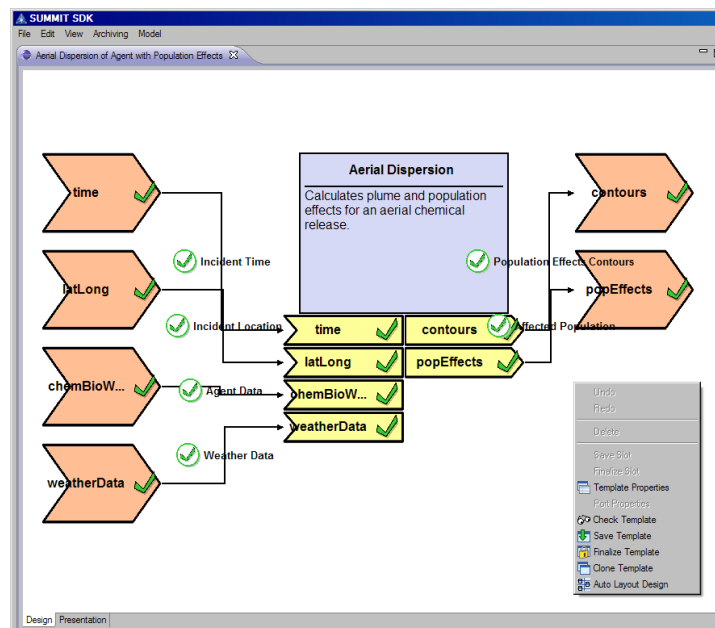 SUMMIT SDK
File Edit View Archiving Model
Aerial Dispersion of Agent with Population Effects
Aerial Dispersion
Calculates plume and population
effects for an aerial chemical
release.
time
contours
Incident Time
Population Effects Contours
latLong
popEffects
Incident Location
time
contours
Affected Population
latLong
popEffects
chemBioW...
Agent Data
chemBioW...
weatherData
Weather Data
weatherData
Undo
Redo
Delete
Save Slot
Finalize Slot
Template Properties
Port Properties
Check Template
Save Template
Finalize Template
Clone Template
Auto Layout Design
Design Presentation